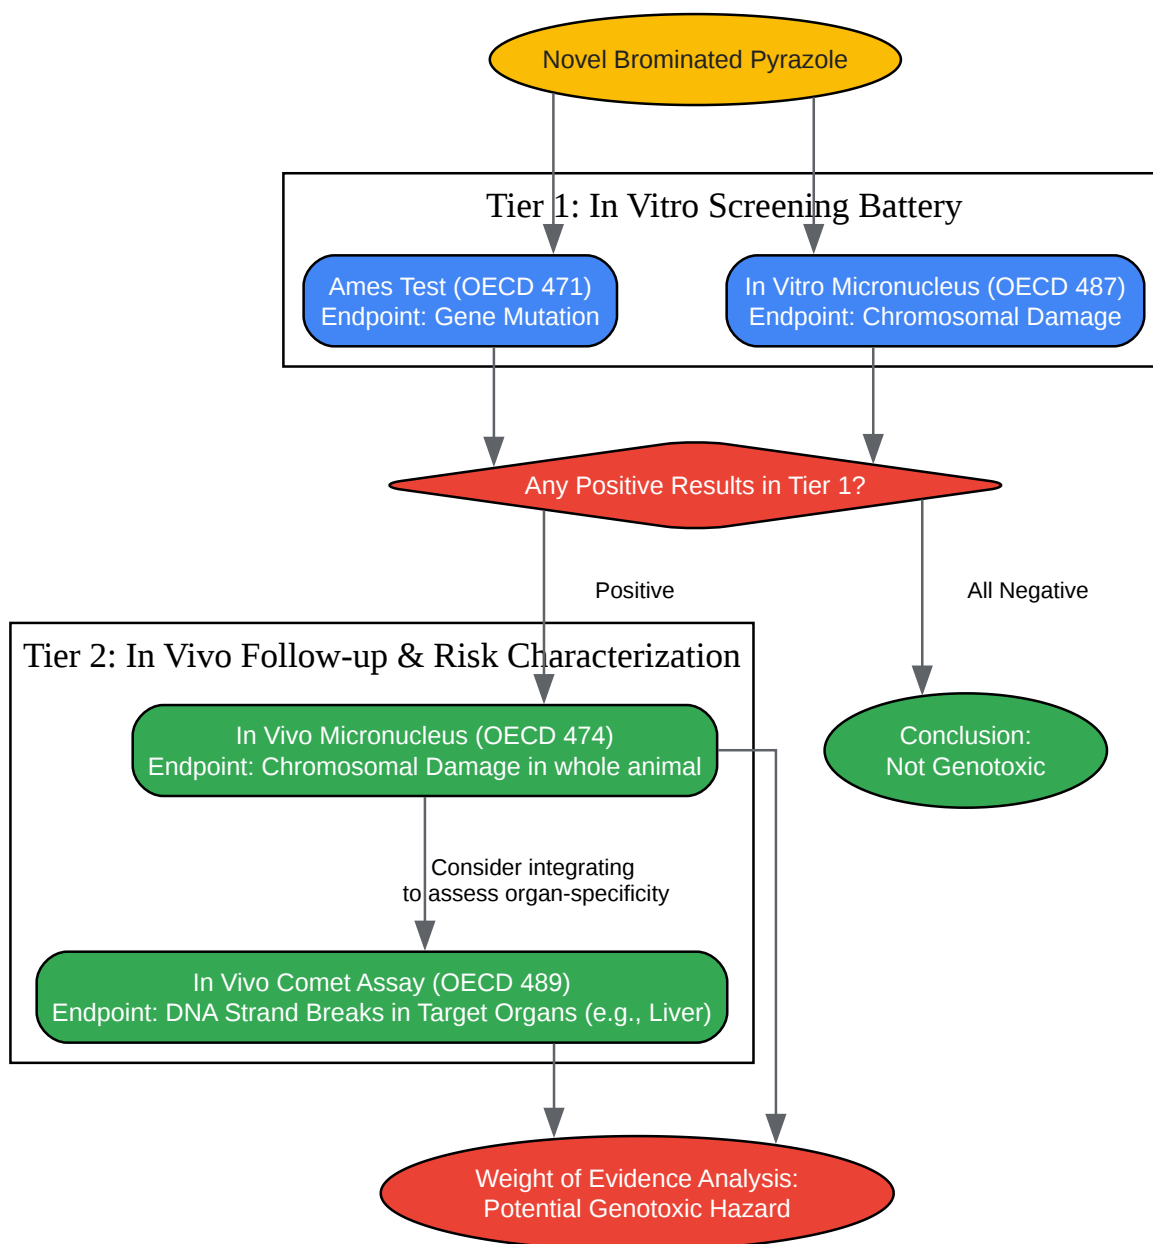 Novel Brominated Pyrazole
Tier 1: In Vitro Screening Battery
Ames Test (OECD 471)
Endpoint: Gene Mutation
In Vitro Micronucleus (OECD 487)
Endpoint: Chromosomal Damage
Any Positive Results in Tier 1?
Positive
All Negative
Tier 2: In Vivo Follow-up & Risk Characterization
In Vivo Micronucleus (OECD 474)
Endpoint: Chromosomal Damage in whole animal
Conclusion:
Not Genotoxic
Consider integrating
to assess organ-specificity
In Vivo Comet Assay (OECD 489)
Endpoint: DNA Strand Breaks in Target Organs (e.g., Liver)
Weight of Evidence Analysis:
Potential Genotoxic Hazard